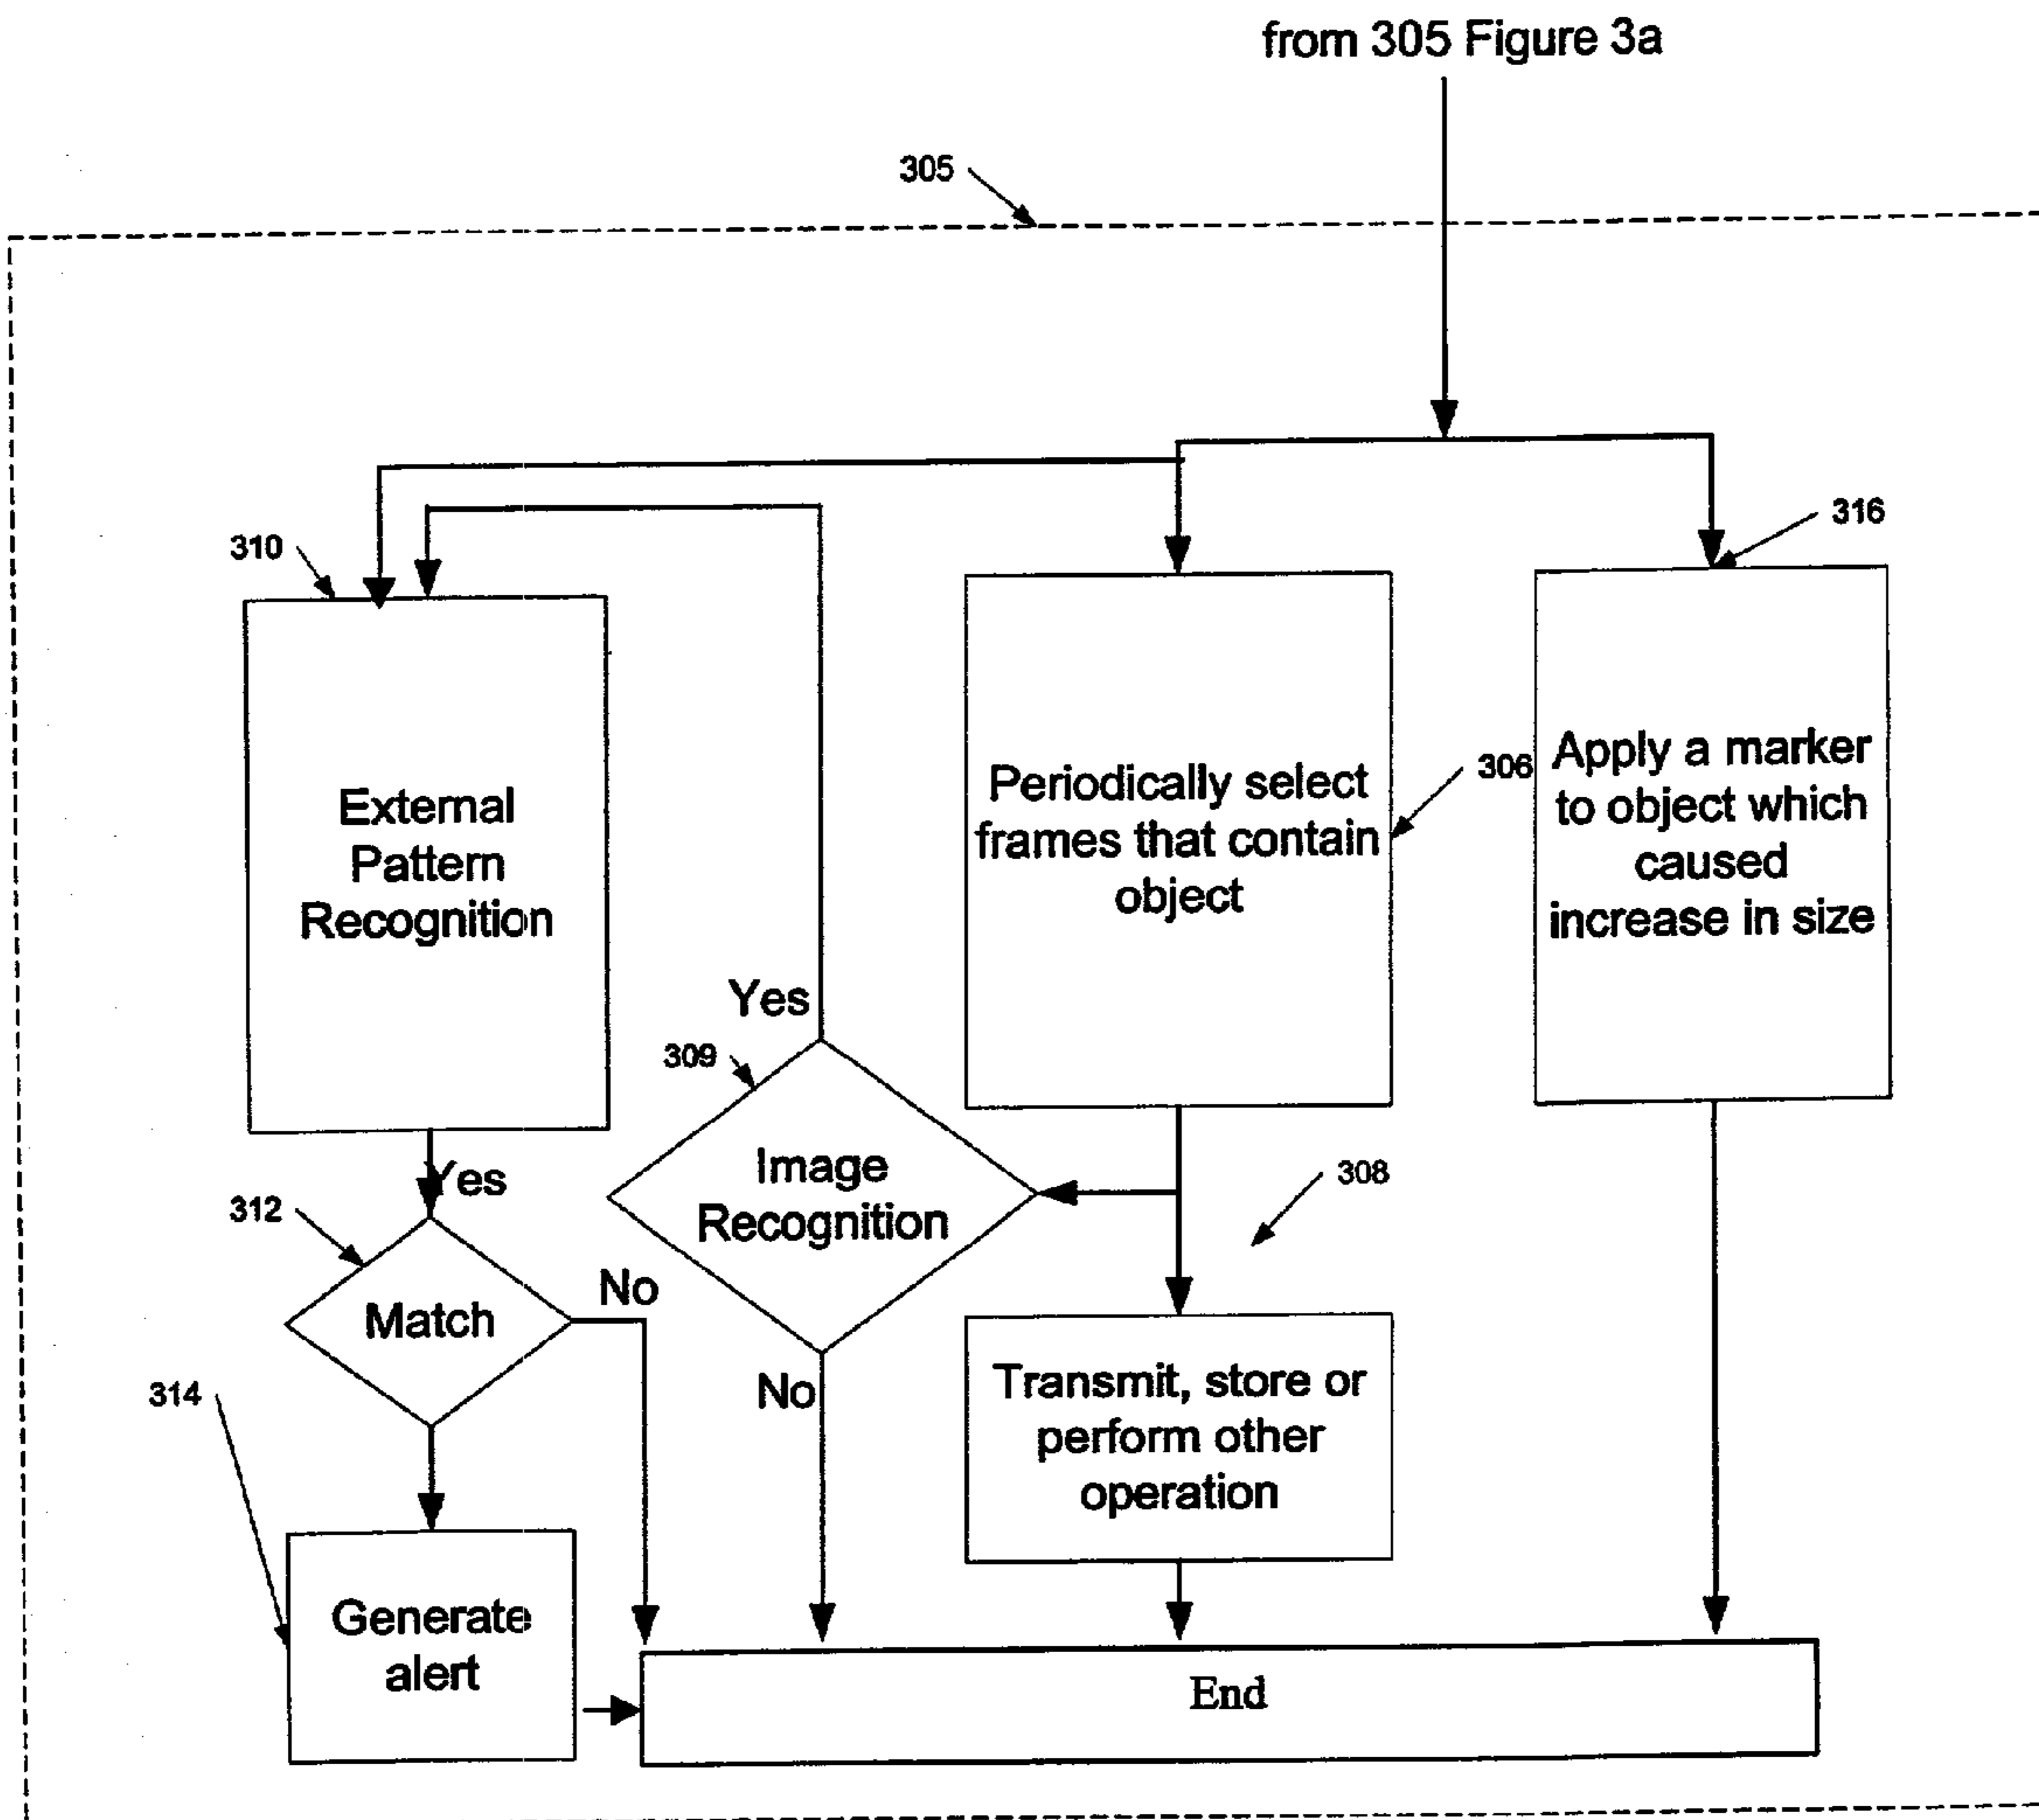 from 305 Figure 3a
305
310
316
External
Pattern
Recognition
Periodically select
frames that contain
object
306
Apply a marker
to object which
caused
increase in size
Yes
309
Image
Recognition
308
Yes
312
Match
No
No
314
Transmit, store or
perform other
operation
Generate
alert
End